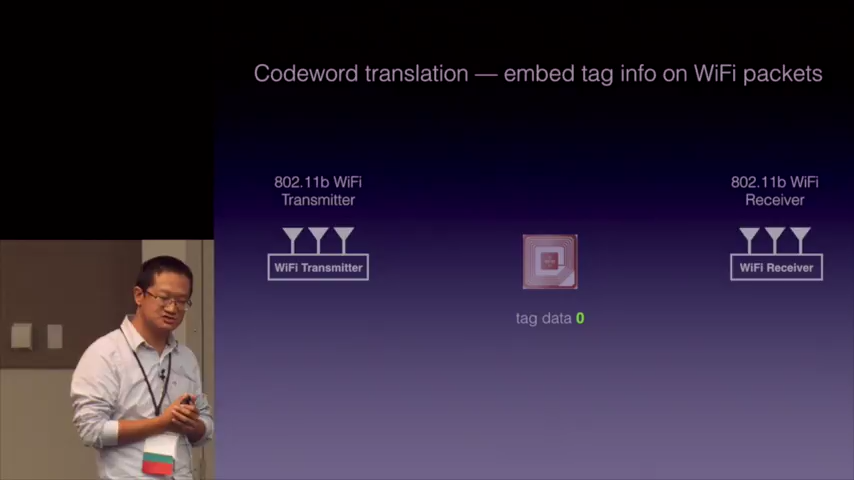 Codeword translation — embed tag info on WiFi packets
802.11b WiFi
Transmitter
WiFi Transmitter
802.11b WiFi
Receiver
WiFi Receiver
tag data 0